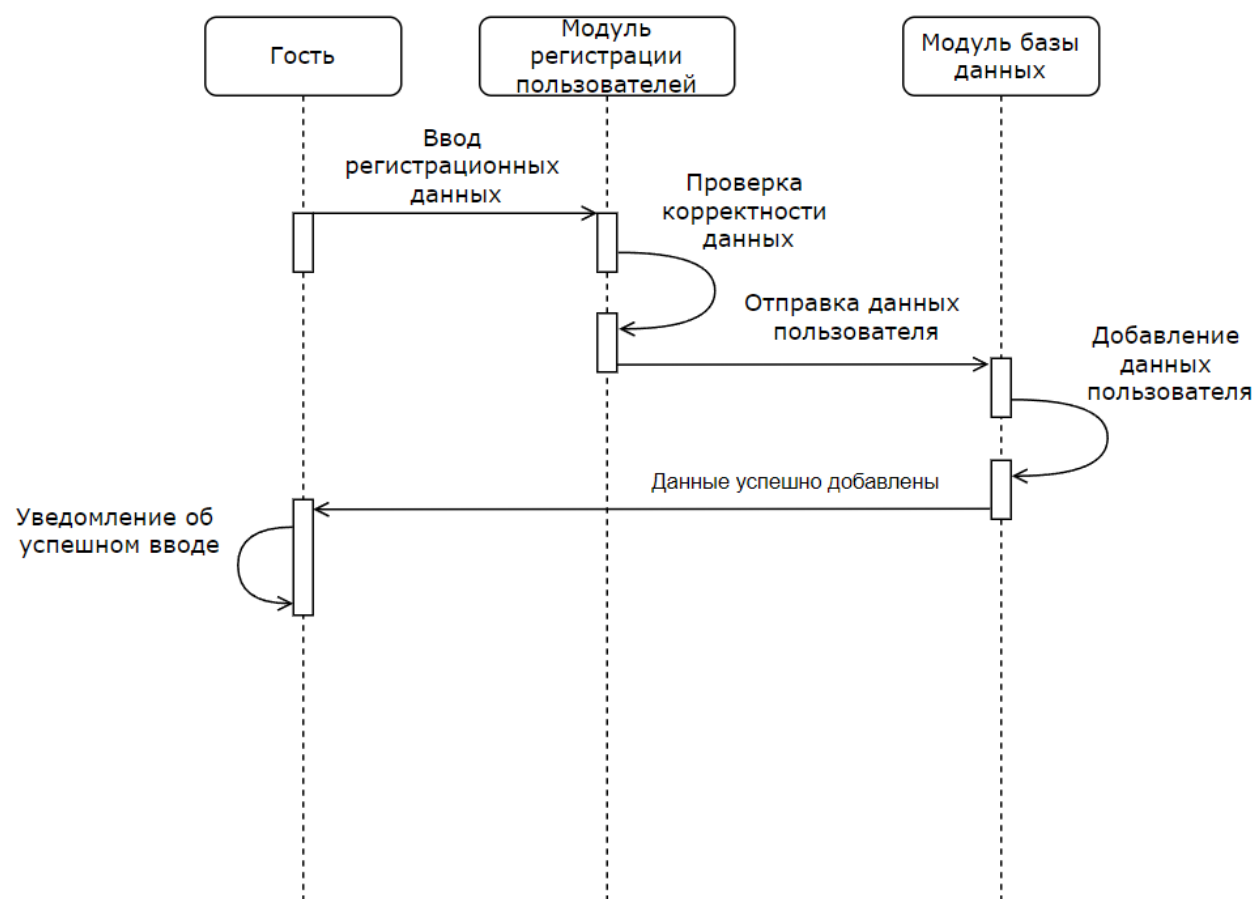 Гость
Модуль
регистрации
пользователей
Модуль базы
данных
Ввод
регистрационных
данных
Проверка
корректности
данных
Отправка данных
пользователя
Добавление
данных
пользователя
Данные успешно добавлены
Уведомление об
успешном вводе